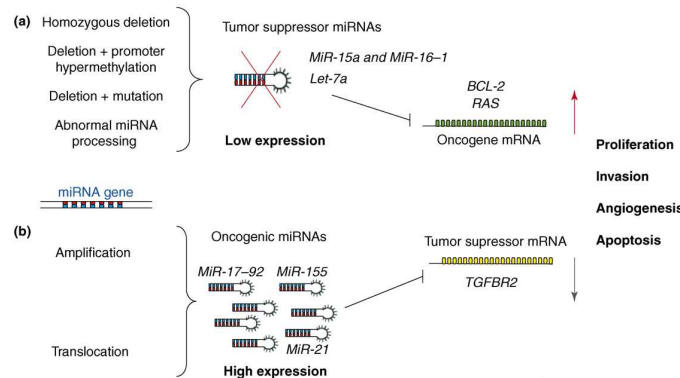 (a)
Homozygous deletion
Deletion + promoter
hypermethylation
Deletion + mutation
Abnormal miRNA
processing
Tumor suppressor miRNAs
MiR-15a and MiR-16–1
Let-7a
Low expression
BCL-2
RAS
Oncogene mRNA
Proliferation
Invasion
Angiogenesis
Apoptosis
miRNA gene
(b)
Amplification
Translocation
Oncogenic miRNAs
MiR-17–92 MiR-155
MiR-21
High expression
Tumor supressor mRNA
TGFBR2